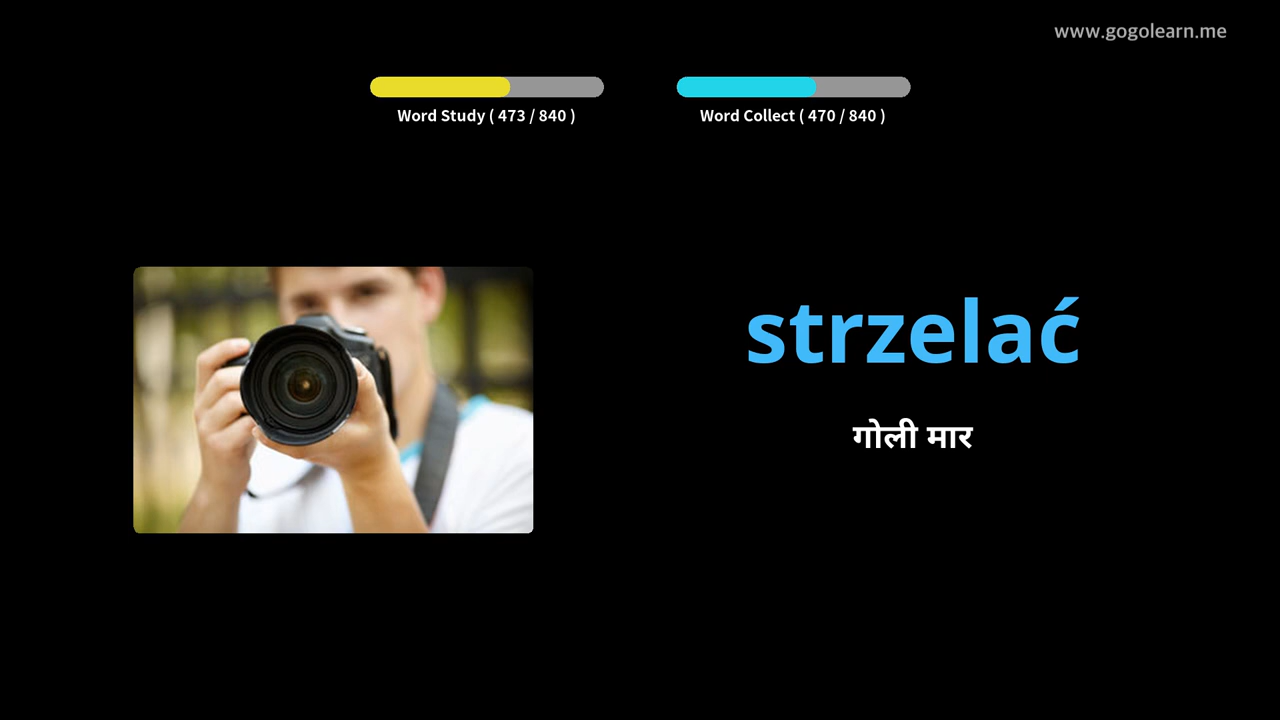 www.gogolearn.me
Word Study ( 473 / 840 )
Word Collect ( 470 / 840 )
strzelać
गोली मार